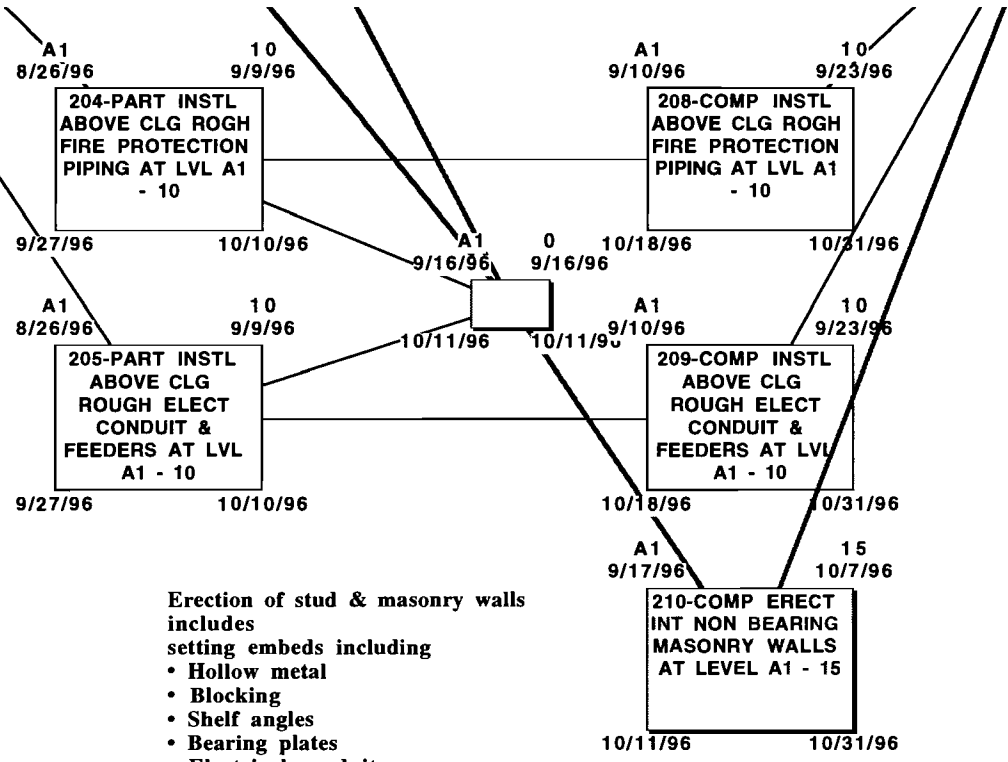 A1 10
8/26/96 9/9/96
204-PART INSTL
ABOVE CLG ROGH
FIRE PROTECTION
PIPING AT LVL A1
- 10
9/27/96 10/10/96
A1 10
9/10/96 9/23/96
208-COMP INSTL
ABOVE CLG ROGH
FIRE PROTECTION
PIPING AT LVL A1
- 10
10/18/96 10/31/96
A1 0
9/16/96 9/16/96
10/11/96 10/11/96
A1 10
8/26/96 9/9/96
205-PART INSTL
ABOVE CLG
ROUGH ELECT
CONDUIT &
FEEDERS AT LVL
A1 - 10
9/27/96 10/10/96
A1 10
9/10/96 9/23/96
209-COMP INSTL
ABOVE CLG
ROUGH ELECT
CONDUIT &
FEEDERS AT LVL
A1 - 10
10/18/96 10/31/96
A1 15
9/17/96 10/7/96
210-COMP ERECT
INT NON BEARING
MASONRY WALLS
AT LEVEL A1 - 15
10/11/96 10/31/96
Erection of stud & masonry walls
includes
setting embeds including
• Hollow metal
• Blocking
• Shelf angles
• Bearing plates